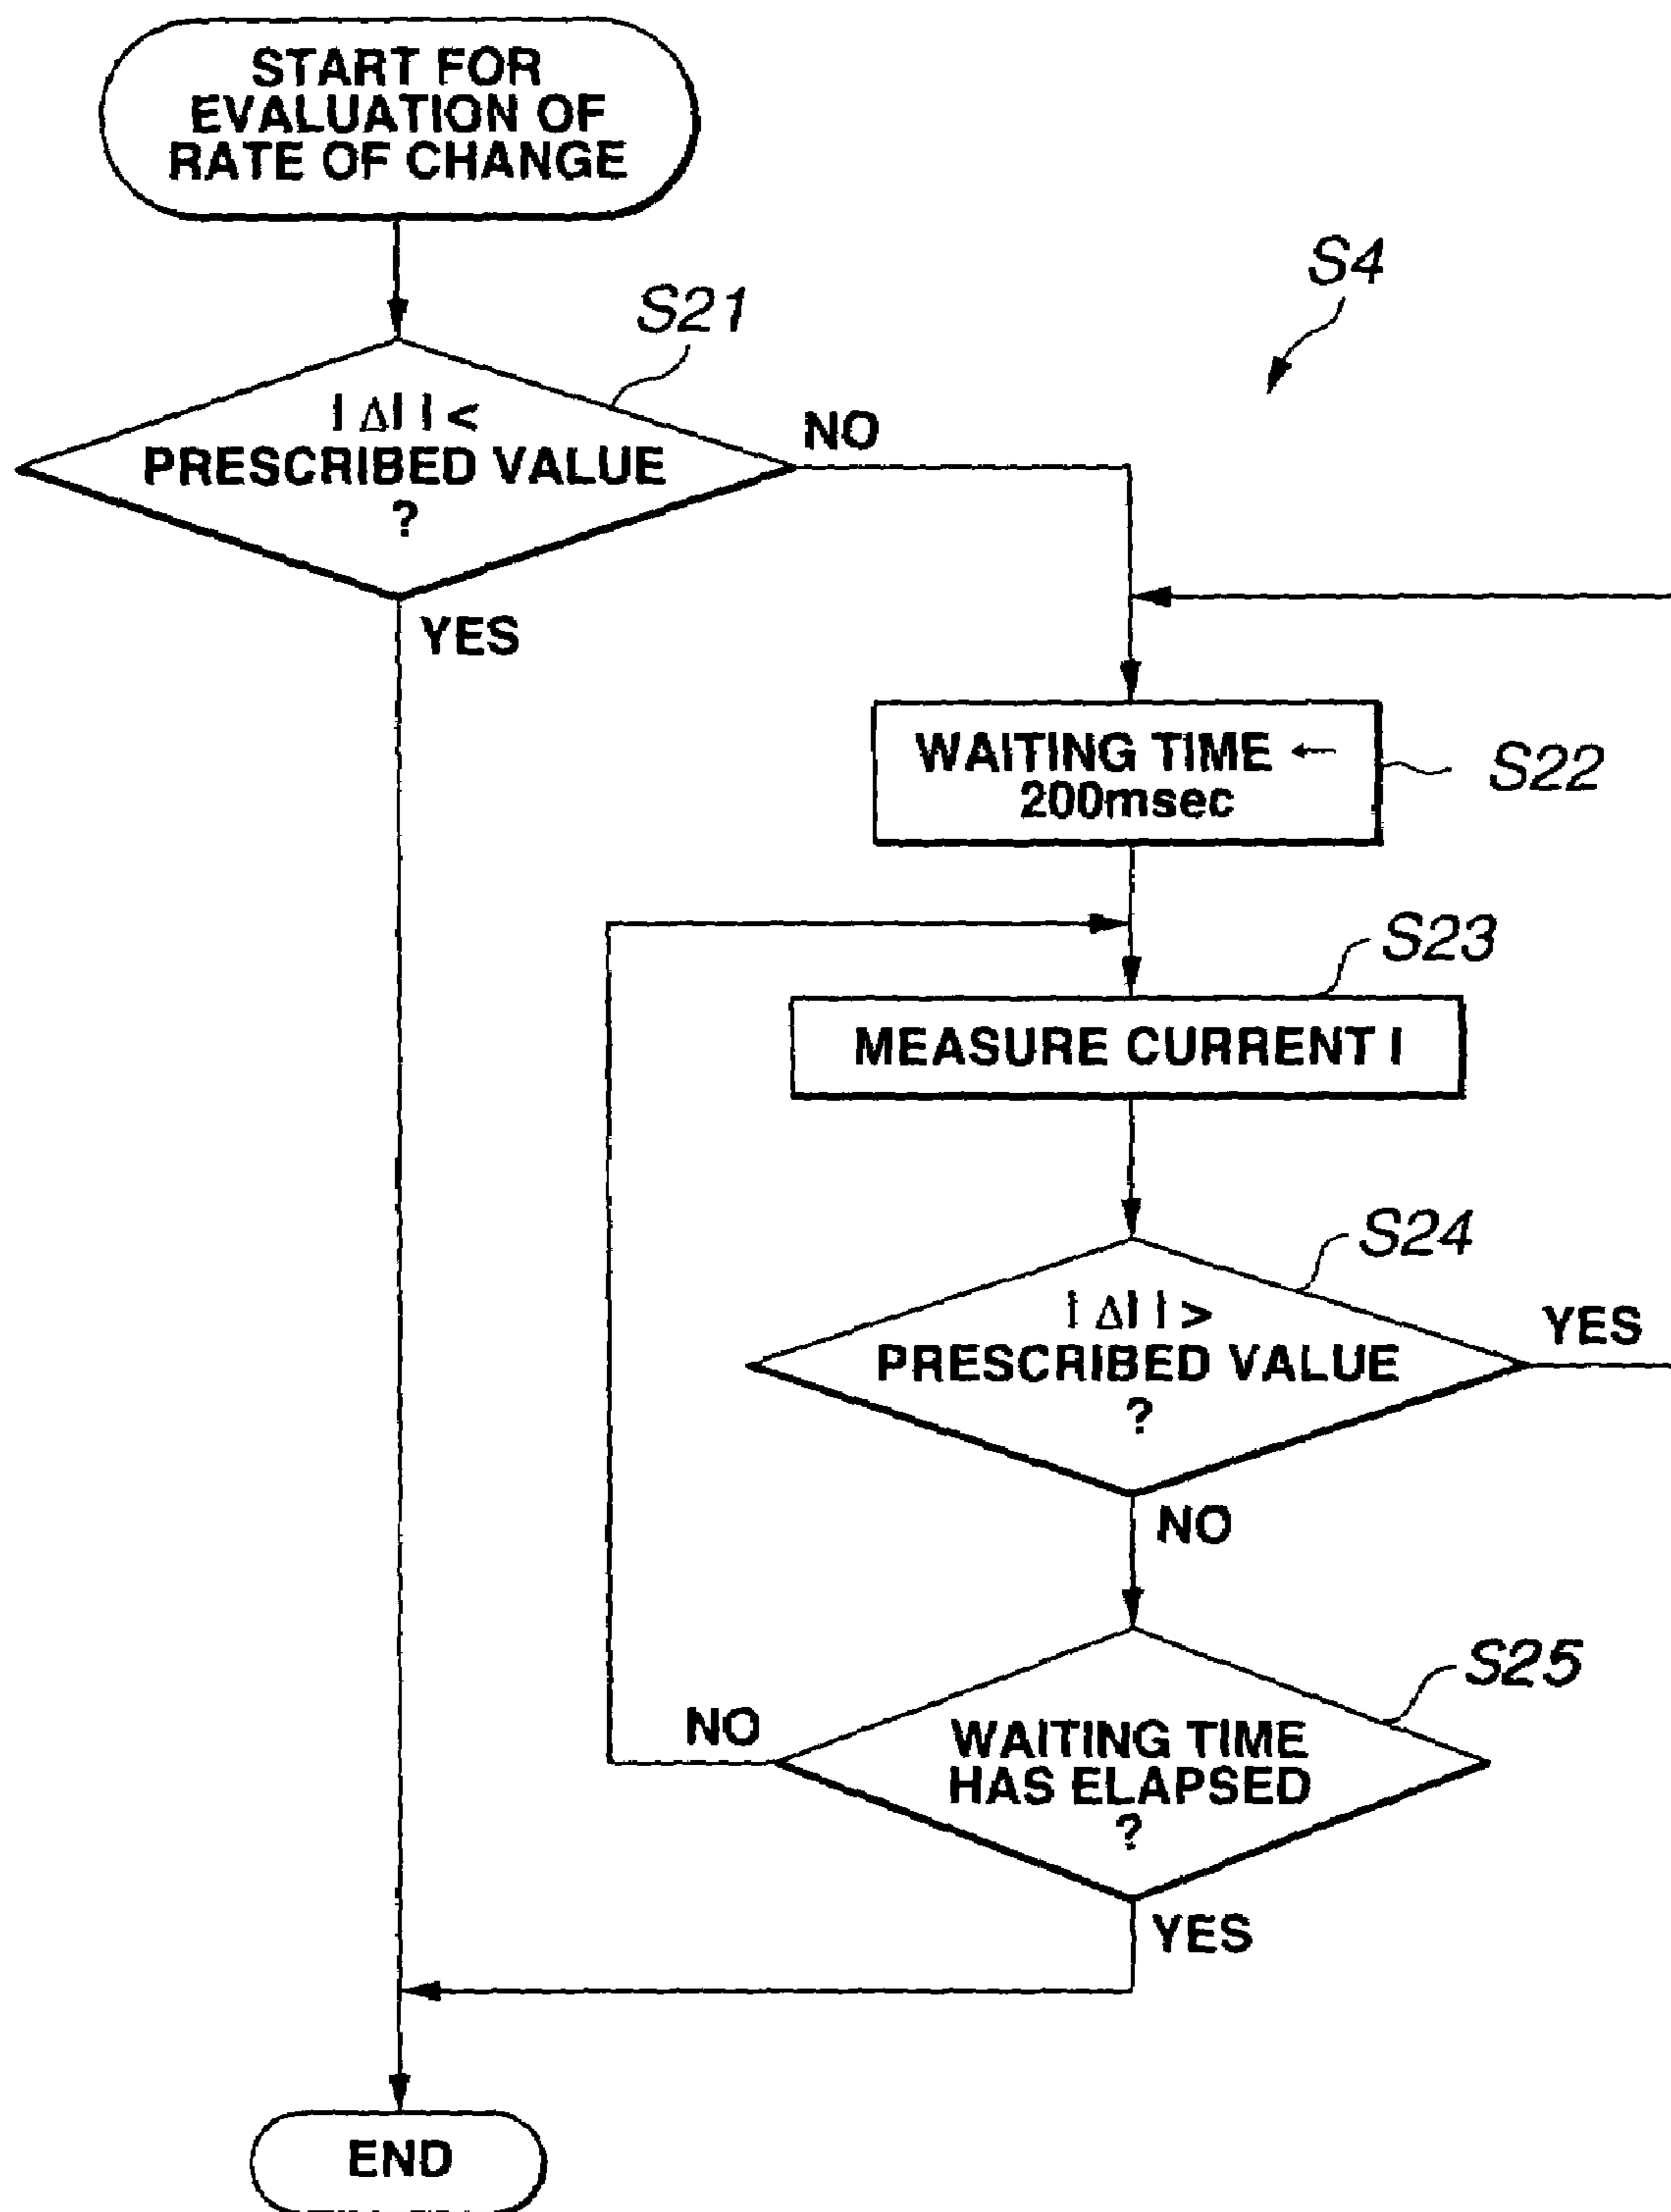 START FOR
EVALUATION OF
RATE OF CHANGE
S4
S21
| ΔI | <
PRESCRIBED VALUE
?
NO
YES
WAITING TIME ←
200msec
S22
S23
MEASURE CURRENT I
S24
| ΔI | >
PRESCRIBED VALUE
?
YES
NO
S25
NO
WAITING TIME
HAS ELAPSED
?
YES
END